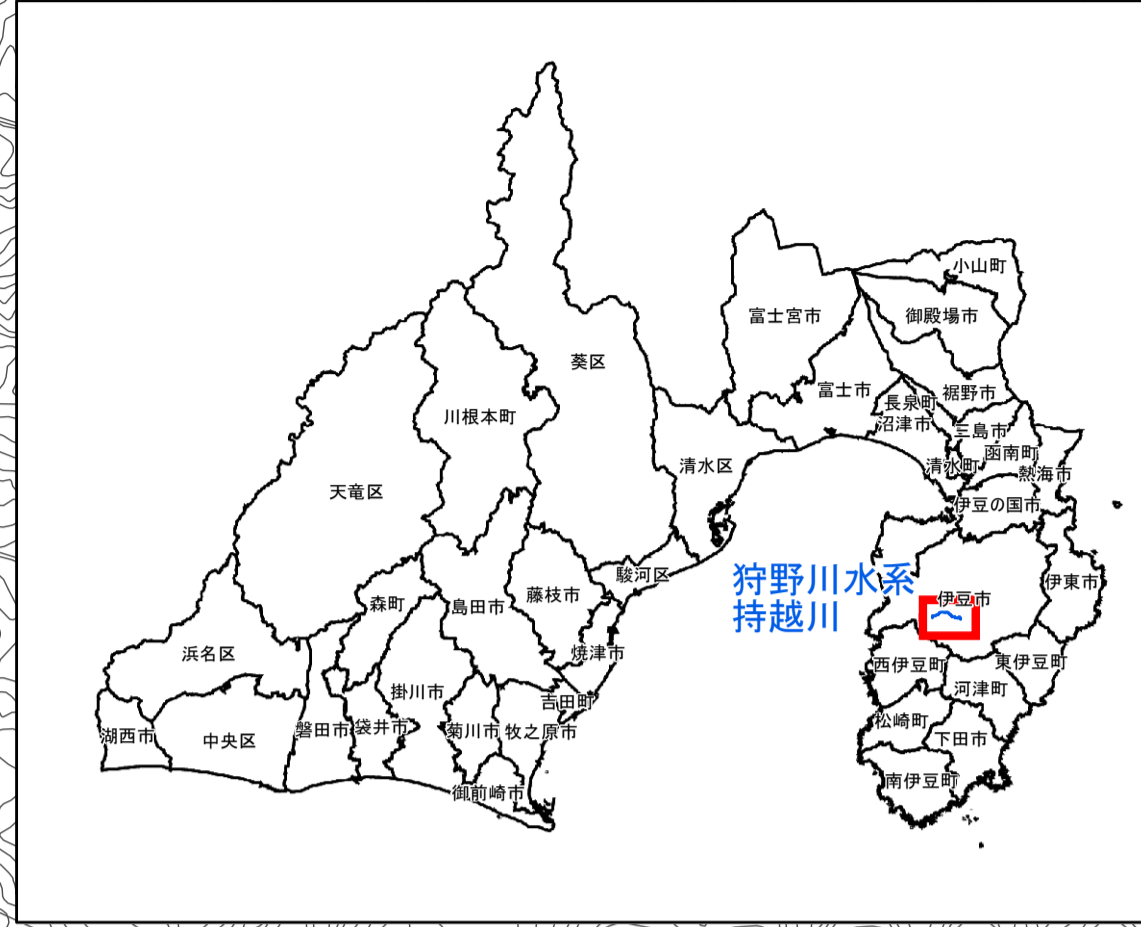 小山町
富士宮市
御殿場市
葵区
富士市
裾野市
長泉町
川根本町
沼津市
三島市
函南町
清水区
清水町
熱海市
天竜区
伊豆の国市
駿河区
狩野川水系
持越川
伊東市
藤枝市
伊豆市
森町
島田市
浜名区
焼津市
西伊豆町
東伊豆町
掛川市
河津町
吉田町
湖西市
中央区
磐田市
袋井市
菊川市
牧之原市
松崎町
下田市
南伊豆町
御前崎市